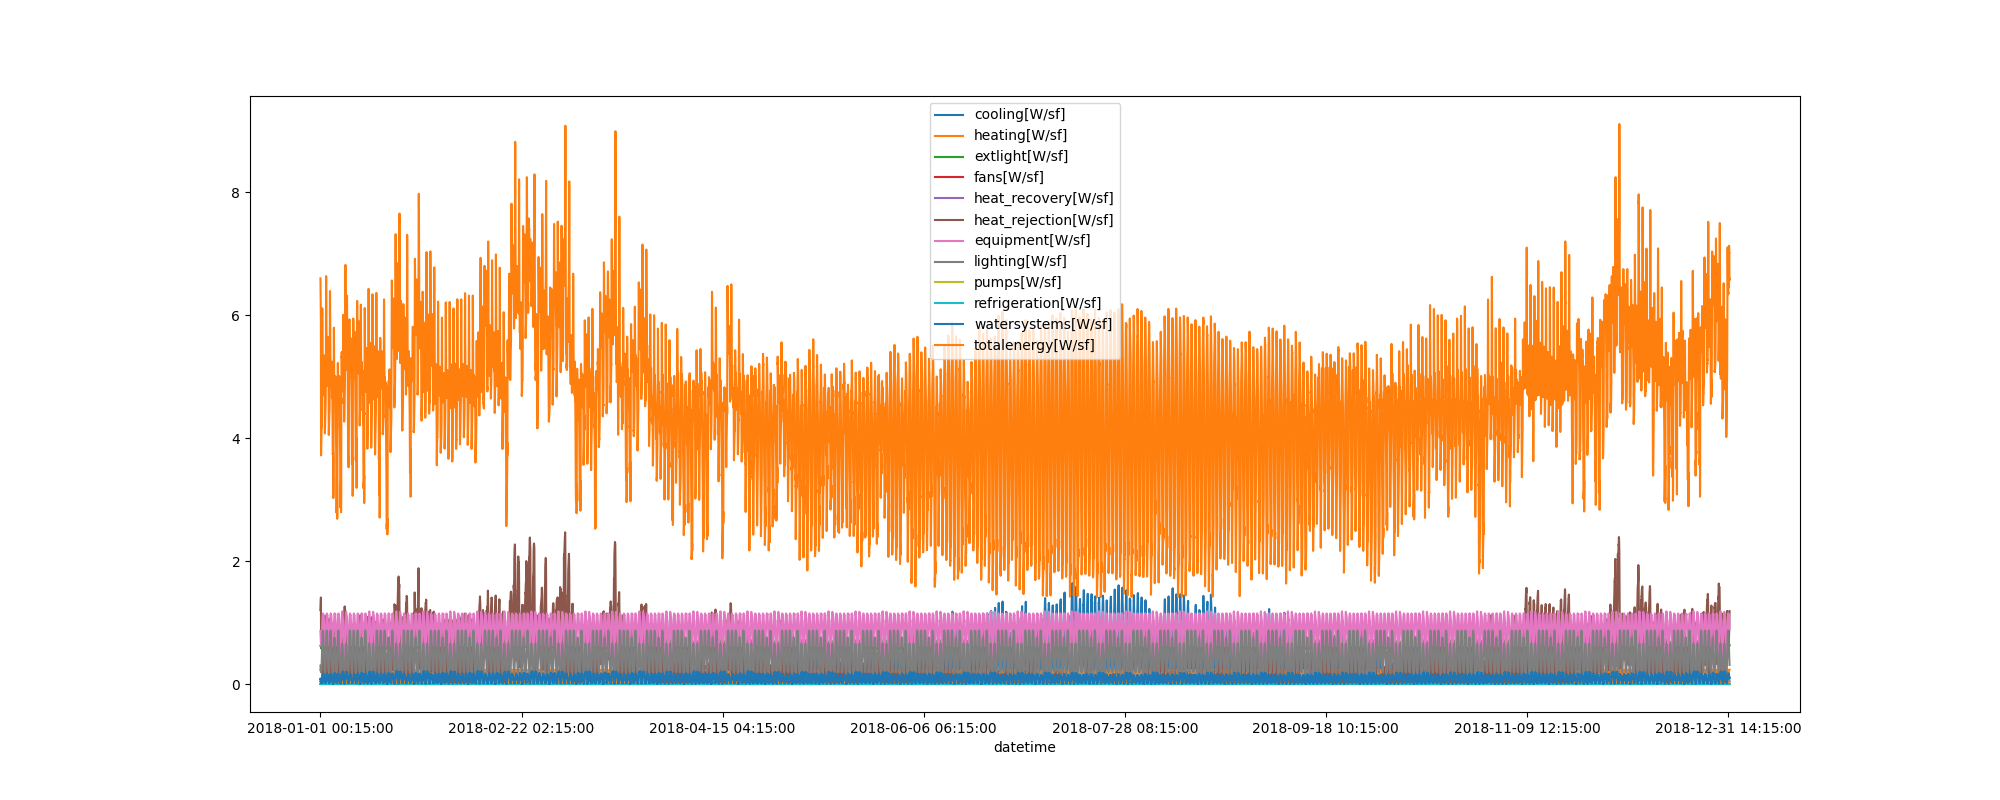 cooling[W/sf]
heating[W/sf]
extlight[W/sf]
fans[W/sf]
heat_recovery[W/sf]
heat_rejection[W/sf]
equipment[W/sf]
lighting[W/sf]
pumps[W/sf]
refrigeration[W/sf]
watersystems[W/sf]
totalenergy[W/sf]
8
6
4
2
0
2018-01-01 00:15:00 2018-02-22 02:15:00 2018-04-15 04:15:00 2018-06-06 06:15:00 2018-07-28 08:15:00 2018-09-18 10:15:00 2018-11-09 12:15:00 2018-12-31 14:15:00
datetime